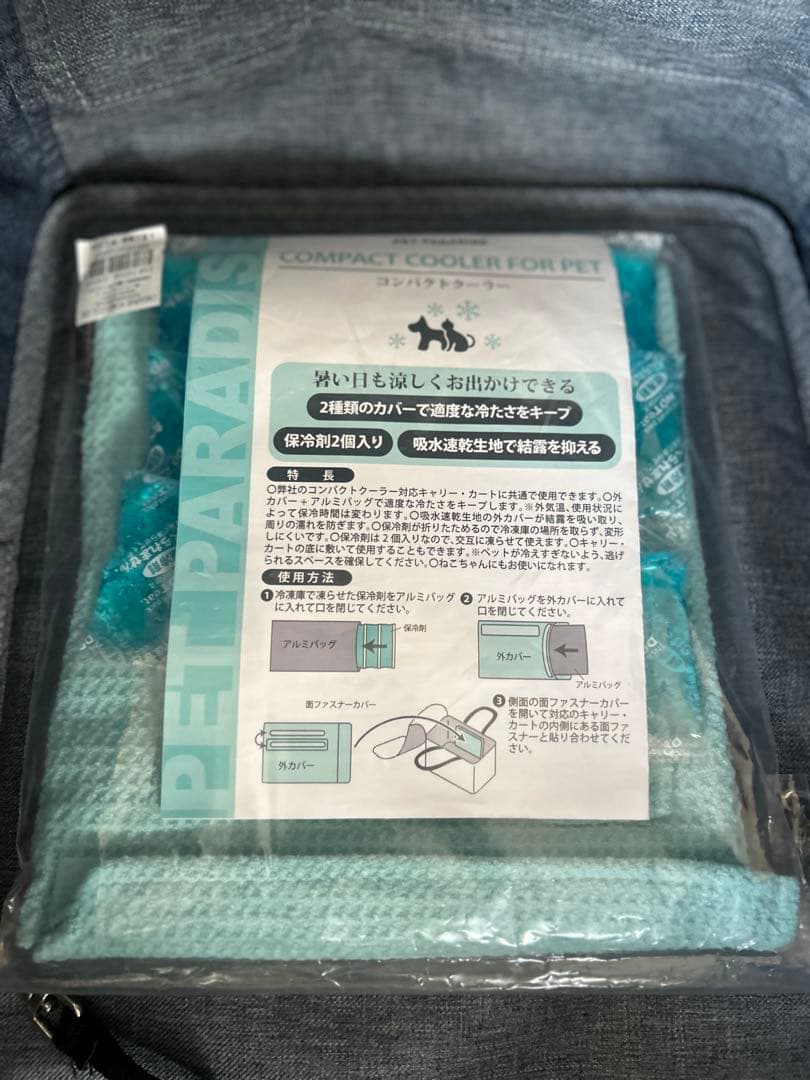 PET PARADISE
PET PARADIS
COMPACT COOLER FOR PET
コンパクトクーラー
暑い日も涼しくお出かけできる
2種類のカバーで適度な冷たさをキープ
保冷剤2個入り
吸水速乾生地で結露を抑える
特 長
〇弊社のコンパクトクーラー対応キャリー・カートに共通で使用できます。〇外
カバー+アルミバッグで適度な冷たさをキープします。※外気温、使用状況に
よって保冷時間は変わります。〇吸水速乾生地の外カバーが結露を吸い取り、
周りの濡れを防ぎます。〇保冷剤が折りたためるので冷凍庫の場所を取らず、変形
しにくいです。〇保冷剤は2個入りなので、交互に凍らせて使えます。〇キャリー・
カートの底に敷いて使用することもできます。※ペットが冷えすぎないよう、逃げ
られるスペースを確保してください。〇ねこちゃんにもお使いになれます。
使用方法
❶冷凍庫で凍らせた保冷剤をアルミバッグ
に入れて口を閉じてください。
保冷剤
アルミバッグ
❷アルミバッグを外カバーに入れて
口を閉じてください。
外カバー
アルミバッグ
面ファスナーカバー
外カバー
❸側面の面ファスナーカバー
を開いて対応のキャリー・
カートの内側にある面ファ
スナーと貼り合わせてくだ
さい。